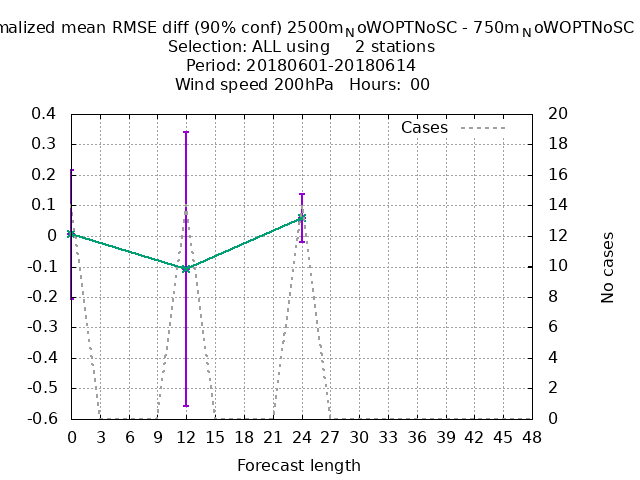 malized mean RMSE diff (90% conf) 2500mNoWOPTNoSC - 750mNoWOPTNoSC
Selection: ALL using 2 stations
Period: 20180601-20180614
Wind speed 200hPa Hours: 00
Cases
0.4
0.3
0.2
0.1
0
-0.1
-0.2
-0.3
-0.4
-0.5
-0.6
20
18
16
14
12
10
8
6
4
2
0
No cases
0 3 6 9 12 15 18 21 24 27 30 33 36 39 42 45 48
Forecast length